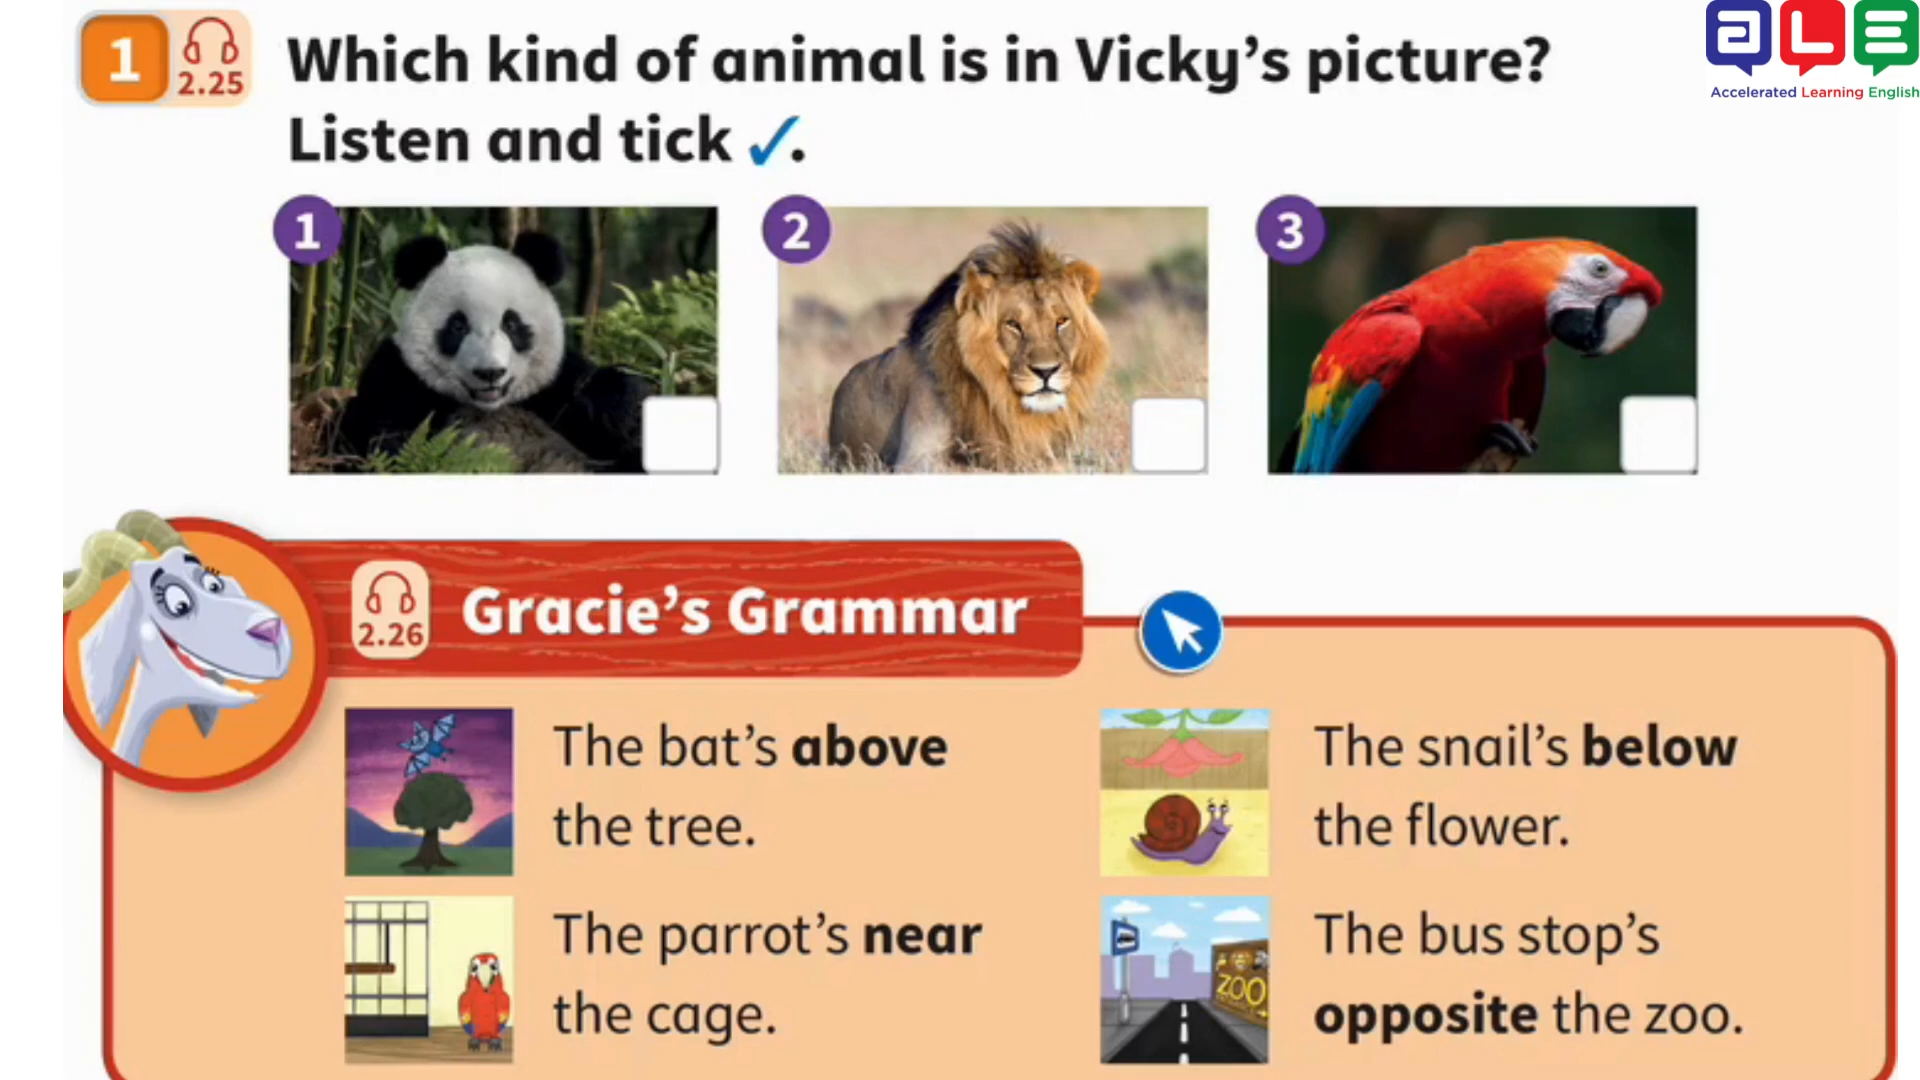 1
2.25
Which kind of animal is in Vicky's picture?
Listen and tick ✓.
ALE
Accelerated Learning English
1
2
3
2.26
Gracie's Grammar
The bat's above
the tree.
The snail's below
the flower.
The parrot's near
the cage.
The bus stop's
opposite the zoo.
ZOO